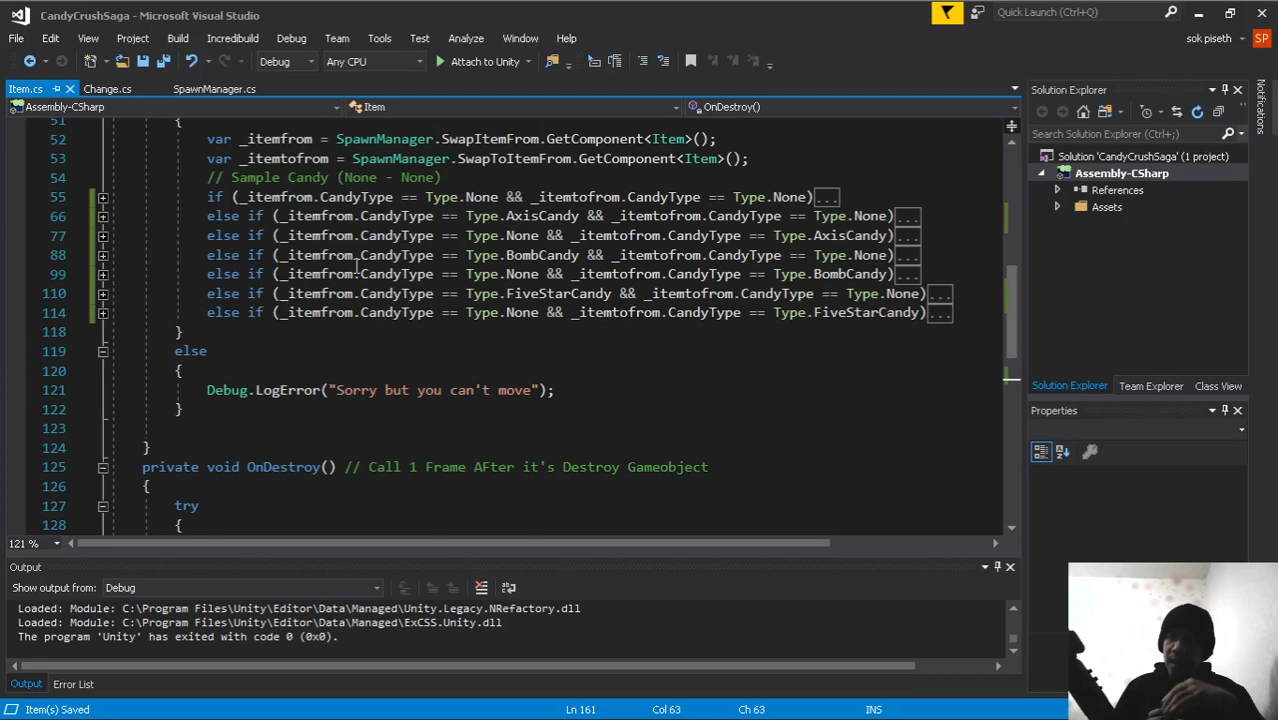 CandyCrushSaga - Microsoft Visual Studio
Quick Launch (Ctrl+Q)
File Edit View Project Build Incredibuild Debug Team Tools Test Analyze Window Help
sok piseth SP
Debug Any CPU Attach to Unity
Item.cs Change.cs SpawnManager.cs
Assembly-CSharp Item OnDestroy()
51 {
52 var _itemfrom = SpawnManager.SwapItemFrom.GetComponent<Item>();
53 var _itemtofrom = SpawnManager.SwapToItemFrom.GetComponent<Item>();
54 // Sample Candy (None - None)
55 if (_itemfrom.CandyType == Type.None && _itemtofrom.CandyType == Type.None)...
66 else if (_itemfrom.CandyType == Type.AxisCandy && _itemtofrom.CandyType == Type.None)...
77 else if (_itemfrom.CandyType == Type.None && _itemtofrom.CandyType == Type.AxisCandy)...
88 else if (_itemfrom.CandyType == Type.BombCandy && _itemtofrom.CandyType == Type.None)...
99 else if (_itemfrom.CandyType == Type.None && _itemtofrom.CandyType == Type.BombCandy)...
110 else if (_itemfrom.CandyType == Type.FiveStarCandy && _itemtofrom.CandyType == Type.None)...
114 else if (_itemfrom.CandyType == Type.None && _itemtofrom.CandyType == Type.FiveStarCandy)...
118 }
119 else
120 {
121 Debug.LogError("Sorry but you can't move");
122 }
123
124 }
125 private void OnDestroy() // Call 1 Frame AFter it's Destroy Gameobject
126 {
127 try
128 {
121 %
Output
Show output from: Debug
Loaded: Module: C:\Program Files\Unity\Editor\Data\Managed\Unity.Legacy.NRefactory.dll
Loaded: Module: C:\Program Files\Unity\Editor\Data\Managed\ExCSS.Unity.dll
The program 'Unity' has exited with code 0 (0x0).
Output Error List
Item(s) Saved Ln 161 Col 63 Ch 63 INS
Solution Explorer
Search Solution Explorer (Ctrl+;)
Solution 'CandyCrushSaga' (1 project)
Assembly-CSharp
References
Assets
Solution Explorer Team Explorer Class View
Properties
Notifications